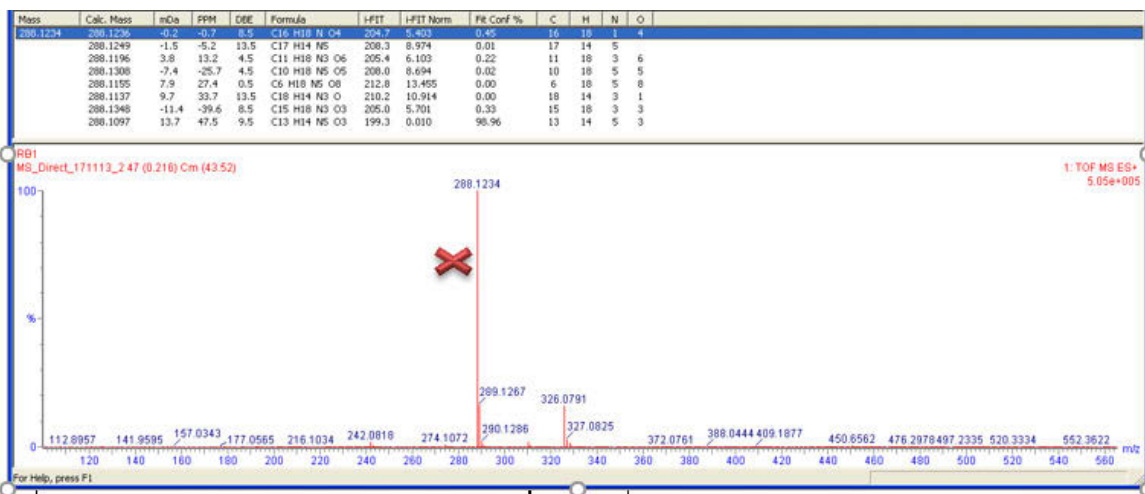 Mass Calc. Mass mDa PPM DBE Formula i-FIT i-FIT Norm Fit Conf % C H N O
288.1234 288.1236 -0.2 -0.7 8.5 C16 H18 N O4 204.7 5.403 0.45 16 18 1 4
288.1249 -1.5 -5.2 13.5 C17 H14 N5 208.3 8.974 0.01 17 14 5
288.1196 3.8 13.2 4.5 C11 H18 N3 O6 205.4 6.103 0.22 11 18 3 6
288.1308 -7.4 -25.7 4.5 C10 H18 N5 O5 208.0 8.694 0.02 10 18 5 5
288.1155 7.9 27.4 0.5 C6 H18 N5 O8 212.8 13.455 0.00 6 18 5 8
288.1137 9.7 33.7 13.5 C18 H14 N3 O 210.2 10.914 0.00 18 14 3 1
288.1348 -11.4 -39.6 8.5 C15 H18 N3 O3 205.0 5.701 0.33 15 18 3 3
288.1097 13.7 47.5 9.5 C13 H14 N5 O3 199.3 0.010 98.96 13 14 5 3
IRB1
MS_Direct_171113_2 47 (0.216) Cm (43:52)
1: TOF MS ES+
5.05e+005
100
288.1234
%
289.1267
326.0791
290.1286
327.0825
0
112.8957 141.9595 157.0343 177.0565 216.1034 242.0818 274.1072 372.0761 388.0444 409.1877 450.6562 476.2978 497.2335 520.3334 552.3622
m/z
120 140 160 180 200 220 240 260 280 300 320 340 360 380 400 420 440 460 480 500 520 540 560
For Help, press F1